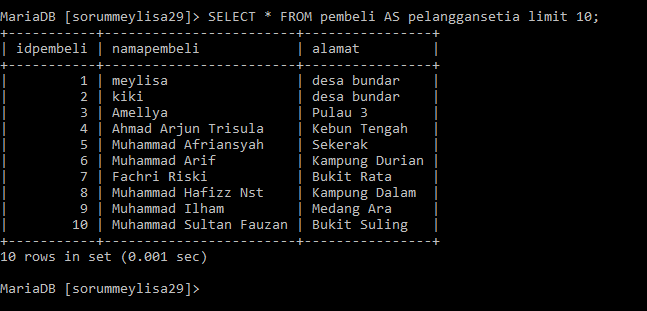 MariaDB [sorummeylisa29]> SELECT * FROM pembeli AS pelanggansetia limit 10;
+-----------+-----------------------+----------------+
| idpembeli | namapembeli           | alamat         |
+-----------+-----------------------+----------------+
|         1 | meylisa               | desa bundar    |
|         2 | kiki                  | desa bundar    |
|         3 | Amellya               | Pulau 3        |
|         4 | Ahmad Arjun Trisula   | Kebun Tengah   |
|         5 | Muhammad Afriansyah   | Sekerak        |
|         6 | Muhammad Arif         | Kampung Durian |
|         7 | Fachri Riski          | Bukit Rata     |
|         8 | Muhammad Hafizz Nst   | Kampung Dalam  |
|         9 | Muhammad Ilham        | Medang Ara     |
|        10 | Muhammad Sultan Fauzan | Bukit Suling   |
+-----------+-----------------------+----------------+
10 rows in set (0.001 sec)
MariaDB [sorummeylisa29]>